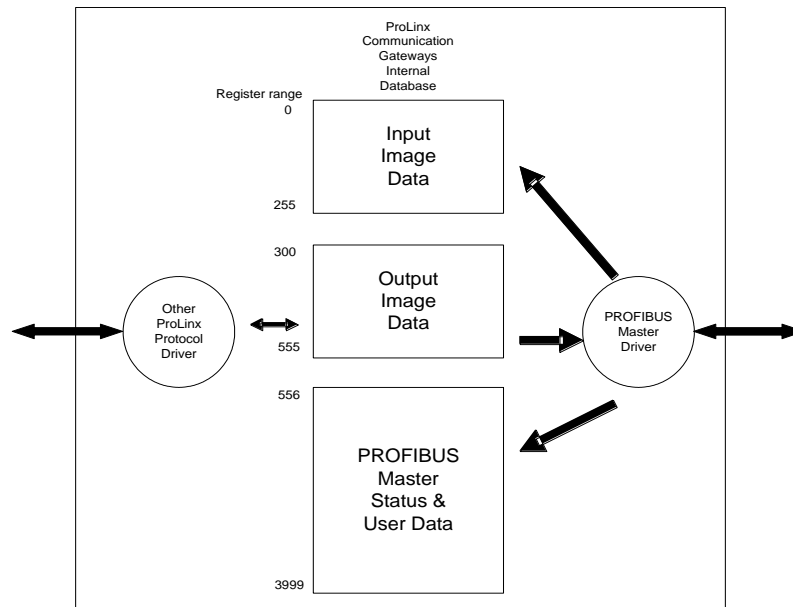 ProLinx
Communication
Gateways
Internal
Database
Register range
0
Input
Image
Data
255
300
Output
Image
Data
555
Other
ProLinx
Protocol
Driver
PROFIBUS
Master
Driver
556
PROFIBUS
Master
Status &
User Data
3999